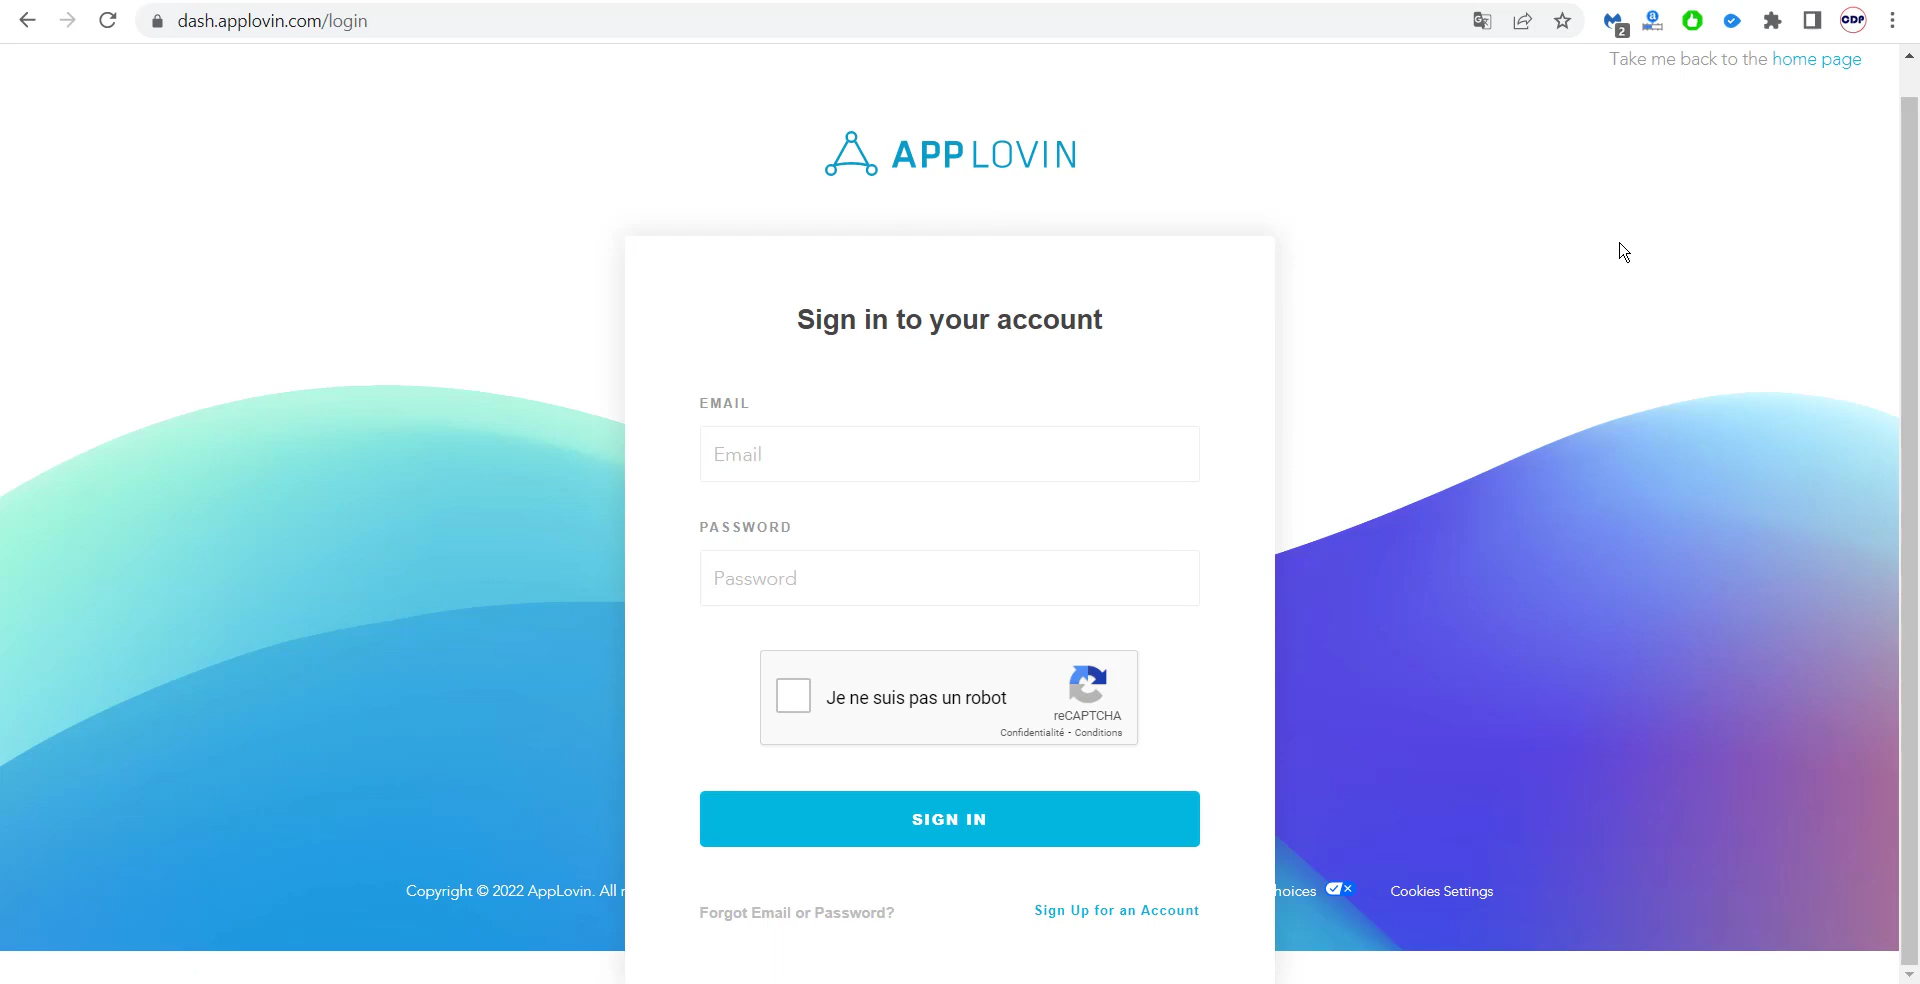 dash.applovin.com/login
2
a
CDP
Take me back to the home page
APPLOVIN
Sign in to your account
EMAIL
Email
PASSWORD
Password
Je ne suis pas un robot
reCAPTCHA
Confidentialité - Conditions
SIGN IN
Copyright © 2022 AppLovin. All
hoices
Cookies Settings
Forgot Email or Password?
Sign Up for an Account